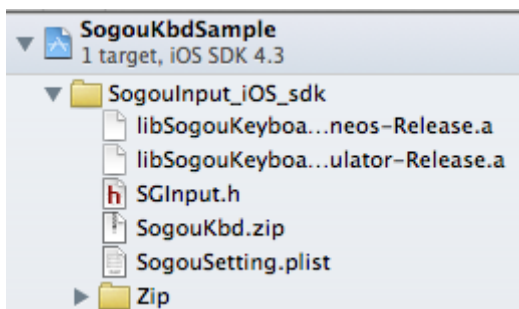 SogouKbdSample
1 target, iOS SDK 4.3
SogouInput_iOS_sdk
libSogouKeyboa...neos-Release.a
libSogouKeyboa...ulator-Release.a
h SGInput.h
SogouKbd.zip
SogouSetting.plist
Zip